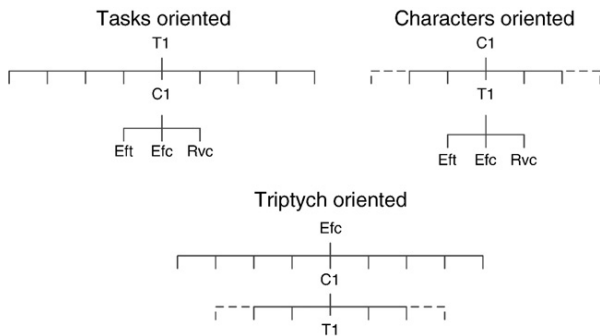 Tasks oriented
T1
C1
Eft Efc Rvc
Characters oriented
C1
T1
Eft Efc Rvc
Triptych oriented
Efc
C1
T1